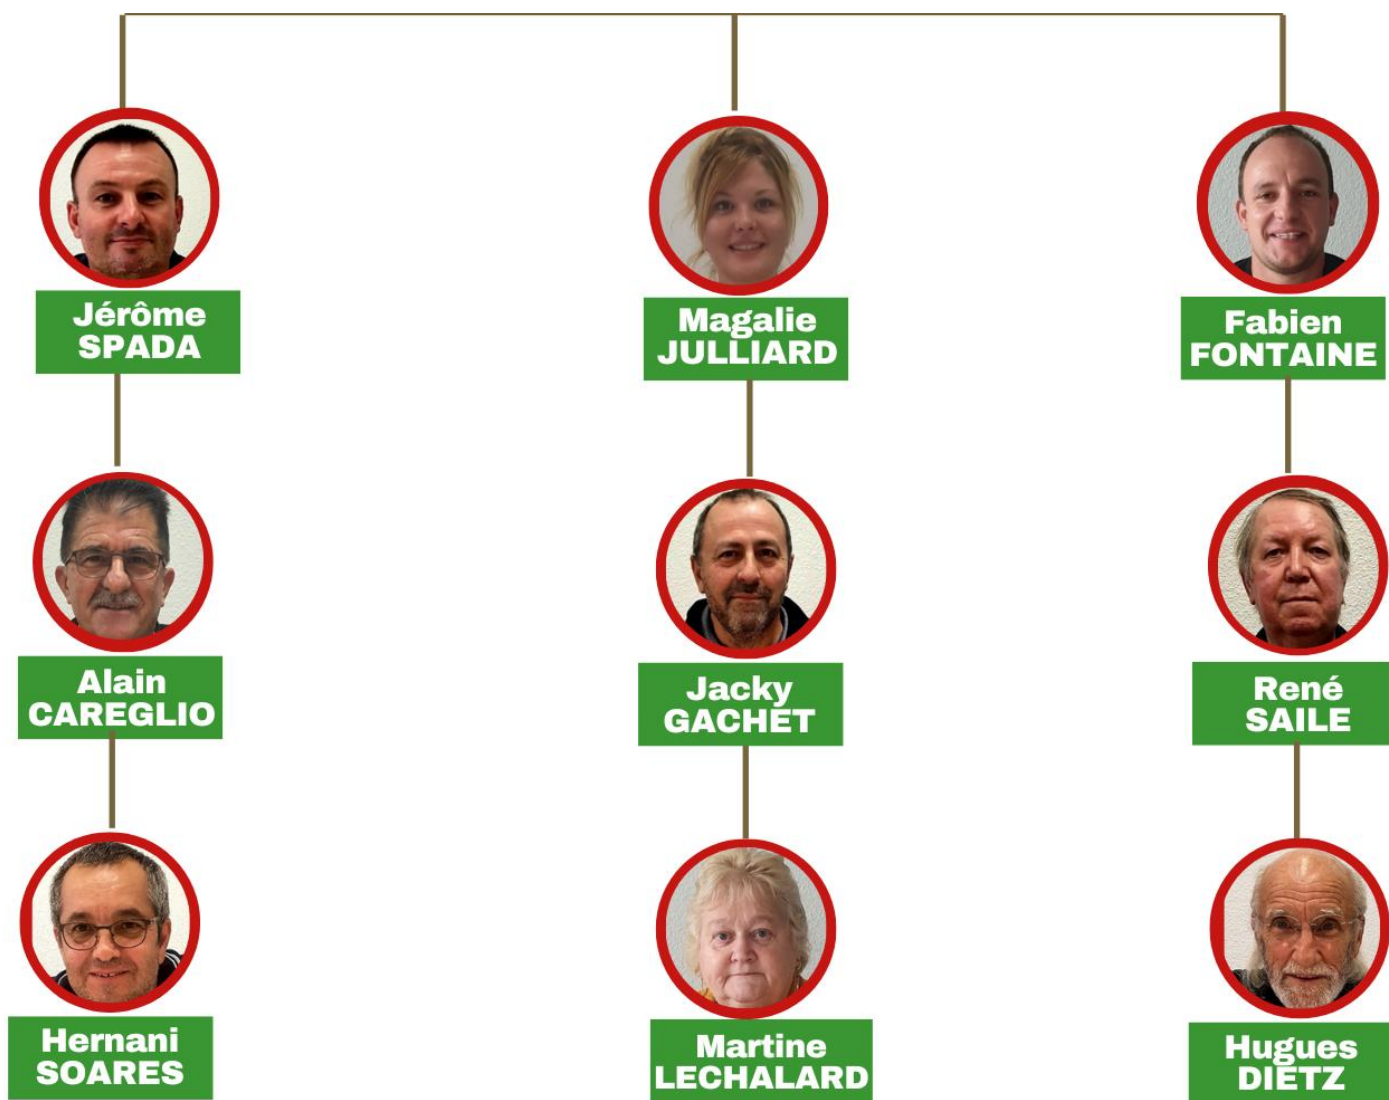 Jérôme
SPADA
Magalie
JULLIARD
Fabien
FONTAINE
Alain
CAREGLIO
Jacky
GACHET
René
SAILE
Hernani
SOARES
Martine
LECHALARD
Hugues
DIETZ